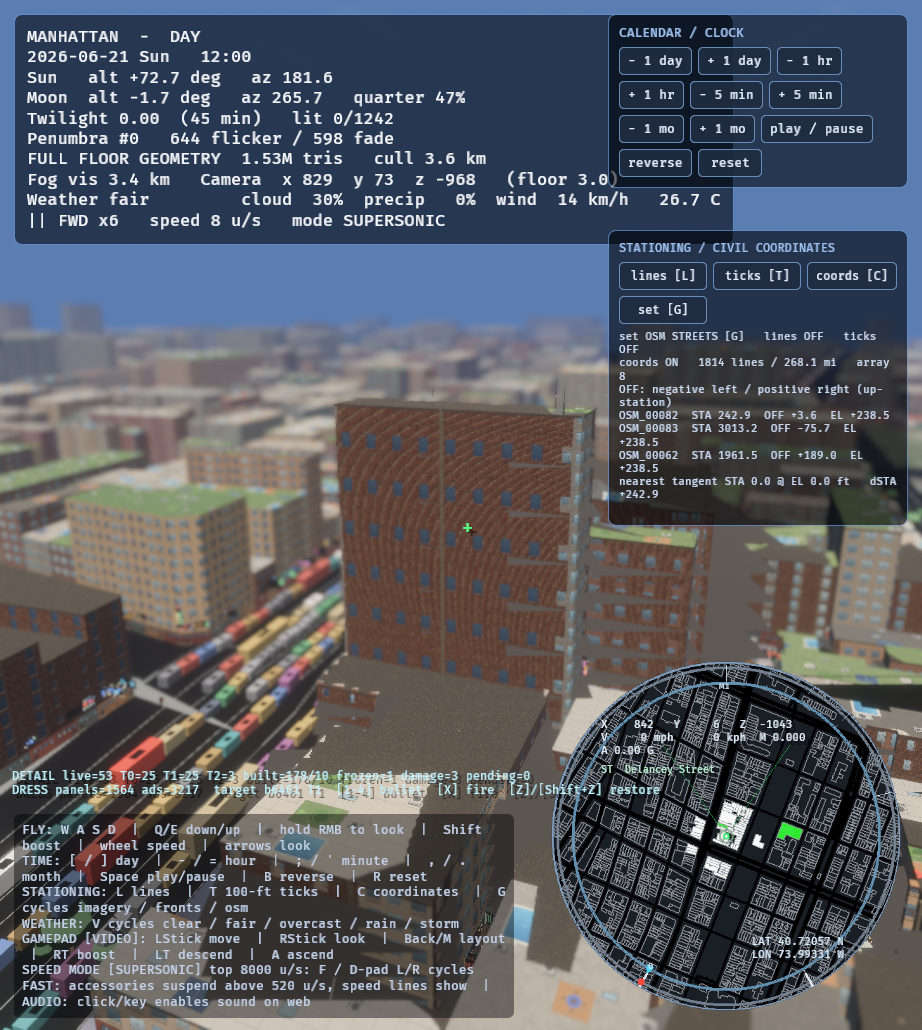 MANHATTAN - DAY
2026-06-21 Sun 12:00
Sun alt +72.7 deg az 181.6
Moon alt -1.7 deg az 265.7 quarter 47%
Twilight 0.00 (45 min) lit 0/1242
Penumbra #0 644 flicker / 598 fade
FULL FLOOR GEOMETRY 1.53M tris cull 3.6 km
Fog vis 3.4 km Camera x 829 y 73 z -968 (floor 3.0)
Weather fair cloud 30% precip 0% wind 14 km/h 26.7 C
|| FWD x6 speed 8 u/s mode SUPERSONIC
CALENDAR / CLOCK
- 1 day + 1 day - 1 hr
+ 1 hr - 5 min + 5 min
- 1 mo + 1 mo play / pause
reverse reset
STATIONING / CIVIL COORDINATES
lines [L] ticks [T] coords [C]
set [G]
set OSM STREETS [G] lines OFF ticks
OFF
coords ON 1814 lines / 268.1 mi array
8
OFF: negative left / positive right (up-
station)
OSM_00082 STA 242.9 OFF +3.6 EL +238.5
OSM_00083 STA 3013.2 OFF -75.7 EL
+238.5
OSM_00062 STA 1961.5 OFF +189.0 EL
+238.5
nearest tangent STA 0.0 @ EL 0.0 ft dSTA
+242.9
X 842 Y 6 Z -1043
V 0 mph 0 kph M 0.000
A 0.00 G
ST Delancey Street
LAT 40.72057 N
LON 73.99331 W
DETAIL live=53 T0=25 T1=25 T2=3 built=178/10 frozen=1 damage=3 pending=0
DRESS panels=1564 ads=3217 target [X] fire [Z]/[Shift+Z] restore
FLY: W A S D | Q/E down/up | hold RMB to look | Shift
boost | wheel speed | arrows look
TIME: [ / ] day | - / = hour | ; / ' minute | , / .
month | Space play/pause | B reverse | R reset
STATIONING: L lines | T 100-ft ticks | C coordinates | G
cycles imagery / fronts / osm
WEATHER: V cycles clear / fair / overcast / rain / storm
GAMEPAD [VIDEO]: LStick move | RStick look | Back/M layout
| RT boost | LT descend | A ascend
SPEED MODE [SUPERSONIC] top 8000 u/s: F / D-pad L/R cycles
FAST: accessories suspend above 520 u/s, speed lines show |
AUDIO: click/key enables sound on web